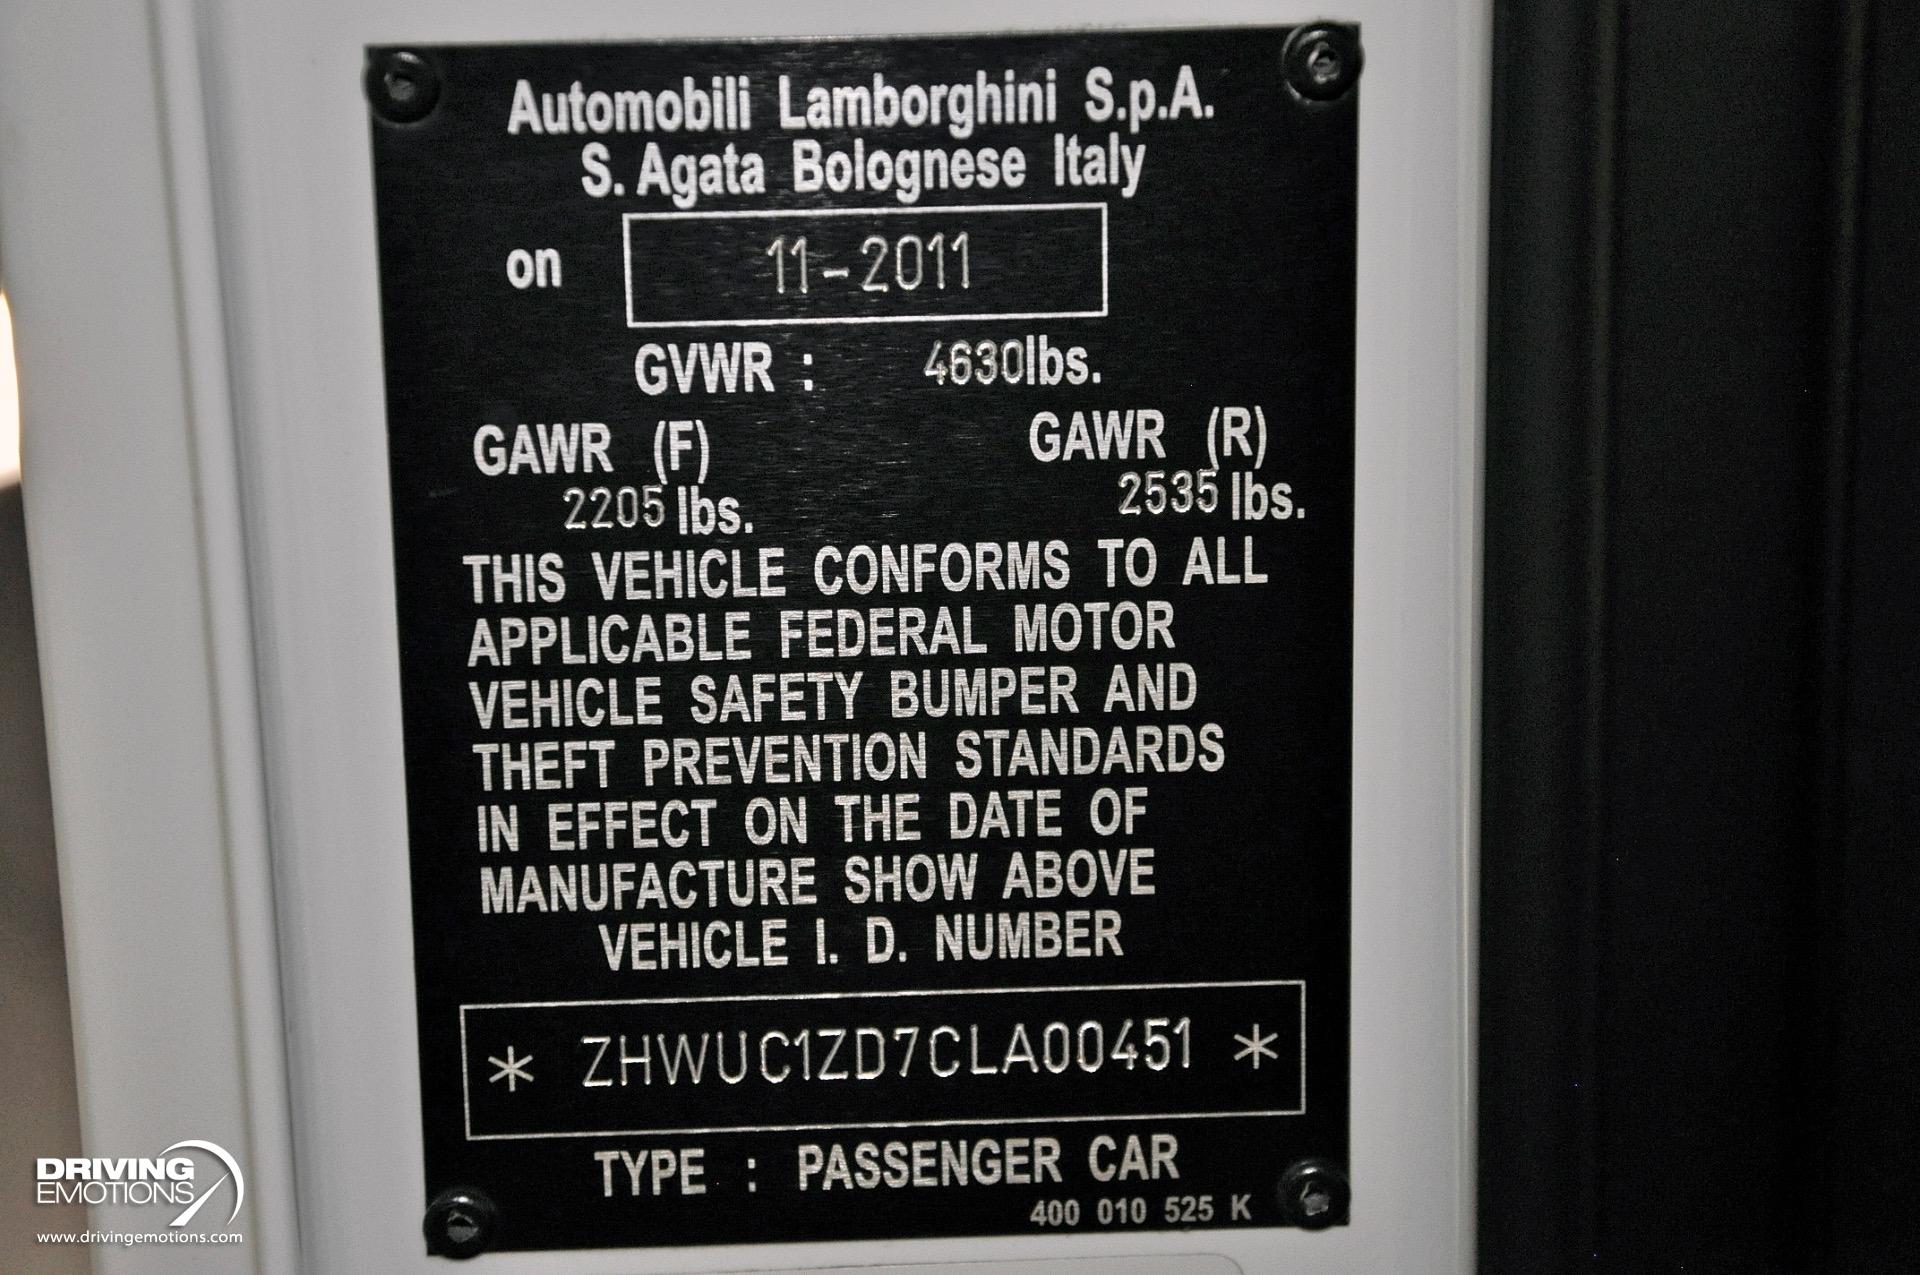 Automobili Lamborghini S.p.A.
S. Agata Bolognese Italy
on 11-2011
GVWR : 4630lbs.
GAWR (F) GAWR (R)
2205 lbs. 2535 lbs.
THIS VEHICLE CONFORMS TO ALL
APPLICABLE FEDERAL MOTOR
VEHICLE SAFETY BUMPER AND
THEFT PREVENTION STANDARDS
IN EFFECT ON THE DATE OF
MANUFACTURE SHOW ABOVE
VEHICLE I. D. NUMBER
* ZHWUC1ZD7CLA00451 *
TYPE : PASSENGER CAR
400 010 525 K
DRIVING
EMOTIONS
www.drivingemotions.com